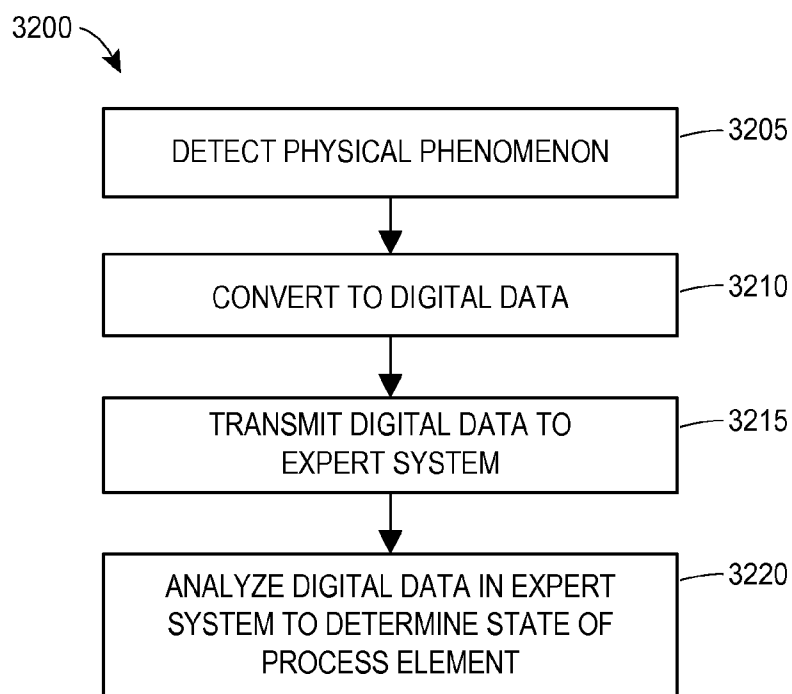 3200
DETECT PHYSICAL PHENOMENON
3205
CONVERT TO DIGITAL DATA
3210
TRANSMIT DIGITAL DATA TO
EXPERT SYSTEM
3215
ANALYZE DIGITAL DATA IN EXPERT
SYSTEM TO DETERMINE STATE OF
PROCESS ELEMENT
3220